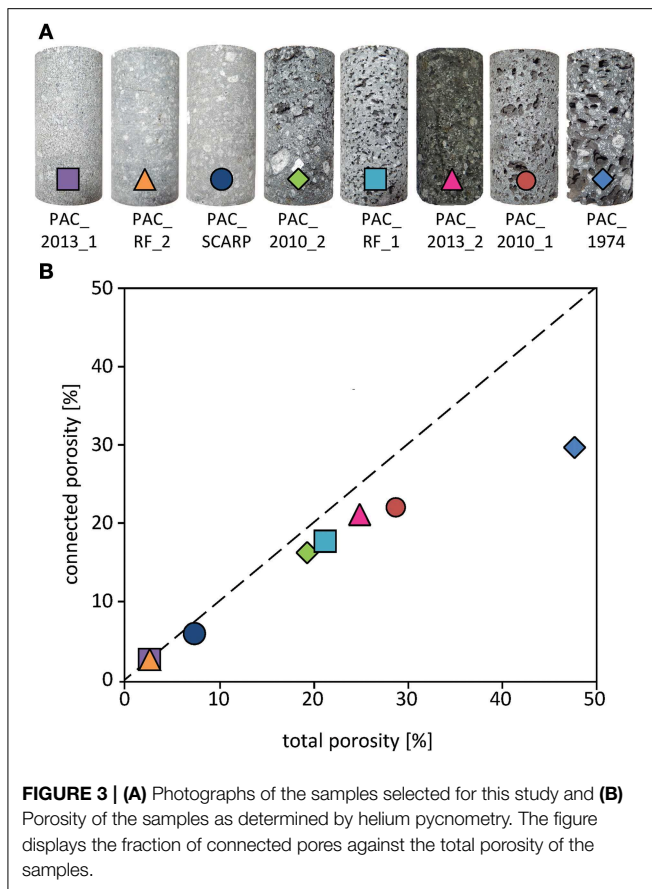 A
PAC_ PAC_ PAC_ PAC_ PAC_ PAC_ PAC_ PAC_
2013_1 RF_2 SCARP 2010_2 RF_1 2013_2 2010_1 1974
B
50
40
30
20
10
0
connected porosity [%]
0 10 20 30 40 50
total porosity [%]
FIGURE 3 | (A) Photographs of the samples selected for this study and (B)
Porosity of the samples as determined by helium pycnometry. The figure
displays the fraction of connected pores against the total porosity of the
samples.